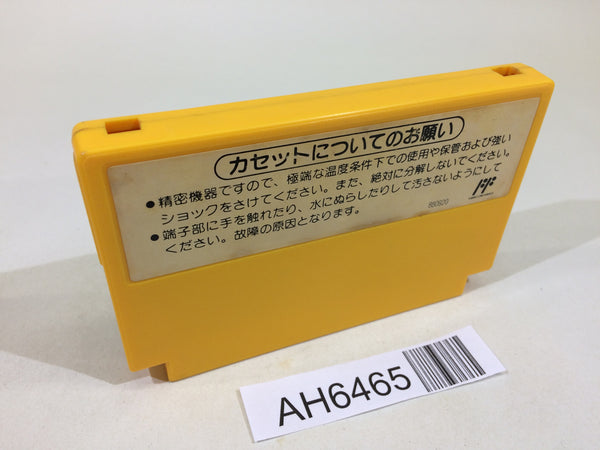 カセットについてのお願い
●精密機器ですので、極端な温度条件下での使用や保管および強い
ショックをさけてください。また、絶対に分解しないでください。
●端子部に手を触れたり、水にぬらしたりして汚さないようにして
ください。故障の原因となります。
AH6465